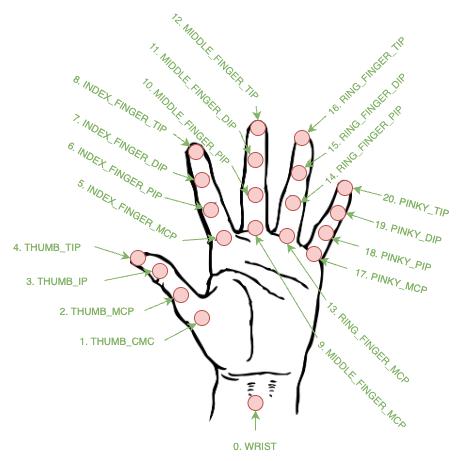 12. MIDDLE_FINGER_TIP
11. MIDDLE_FINGER_DIP
10. MIDDLE_FINGER_PIP
8. INDEX_FINGER_TIP
7. INDEX_FINGER_DIP
6. INDEX_FINGER_PIP
5. INDEX_FINGER_MCP
4. THUMB_TIP
3. THUMB_IP
2. THUMB_MCP
1. THUMB_CMC
0. WRIST
16. RING_FINGER_TIP
15. RING_FINGER_DIP
14. RING_FINGER_PIP
20. PINKY_TIP
19. PINKY_DIP
18. PINKY_PIP
17. PINKY_MCP
13. RING_FINGER_MCP
9. MIDDLE_FINGER_MCP